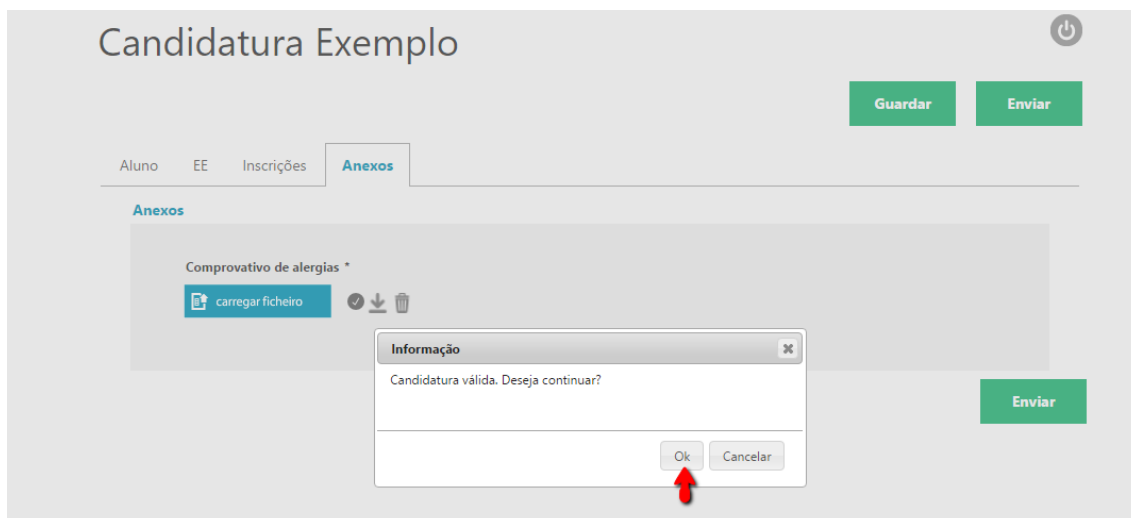 Candidatura Exemplo
Guardar
Enviar
Aluno
EE
Inscrições
Anexos
Anexos
Comprovativo de alergias *
carregar ficheiro
Informação
Candidatura válida. Deseja continuar?
Enviar
Ok
Cancelar